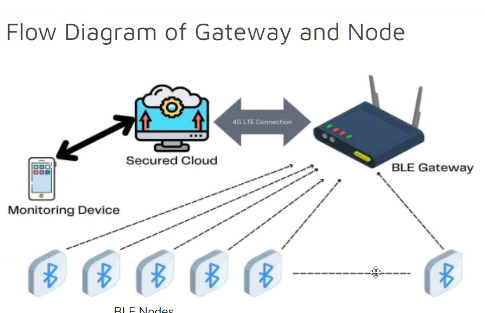 Flow Diagram of Gateway and Node
4G LTE Connection
Secured Cloud
BLE Gateway
Monitoring Device
BLE Nodes